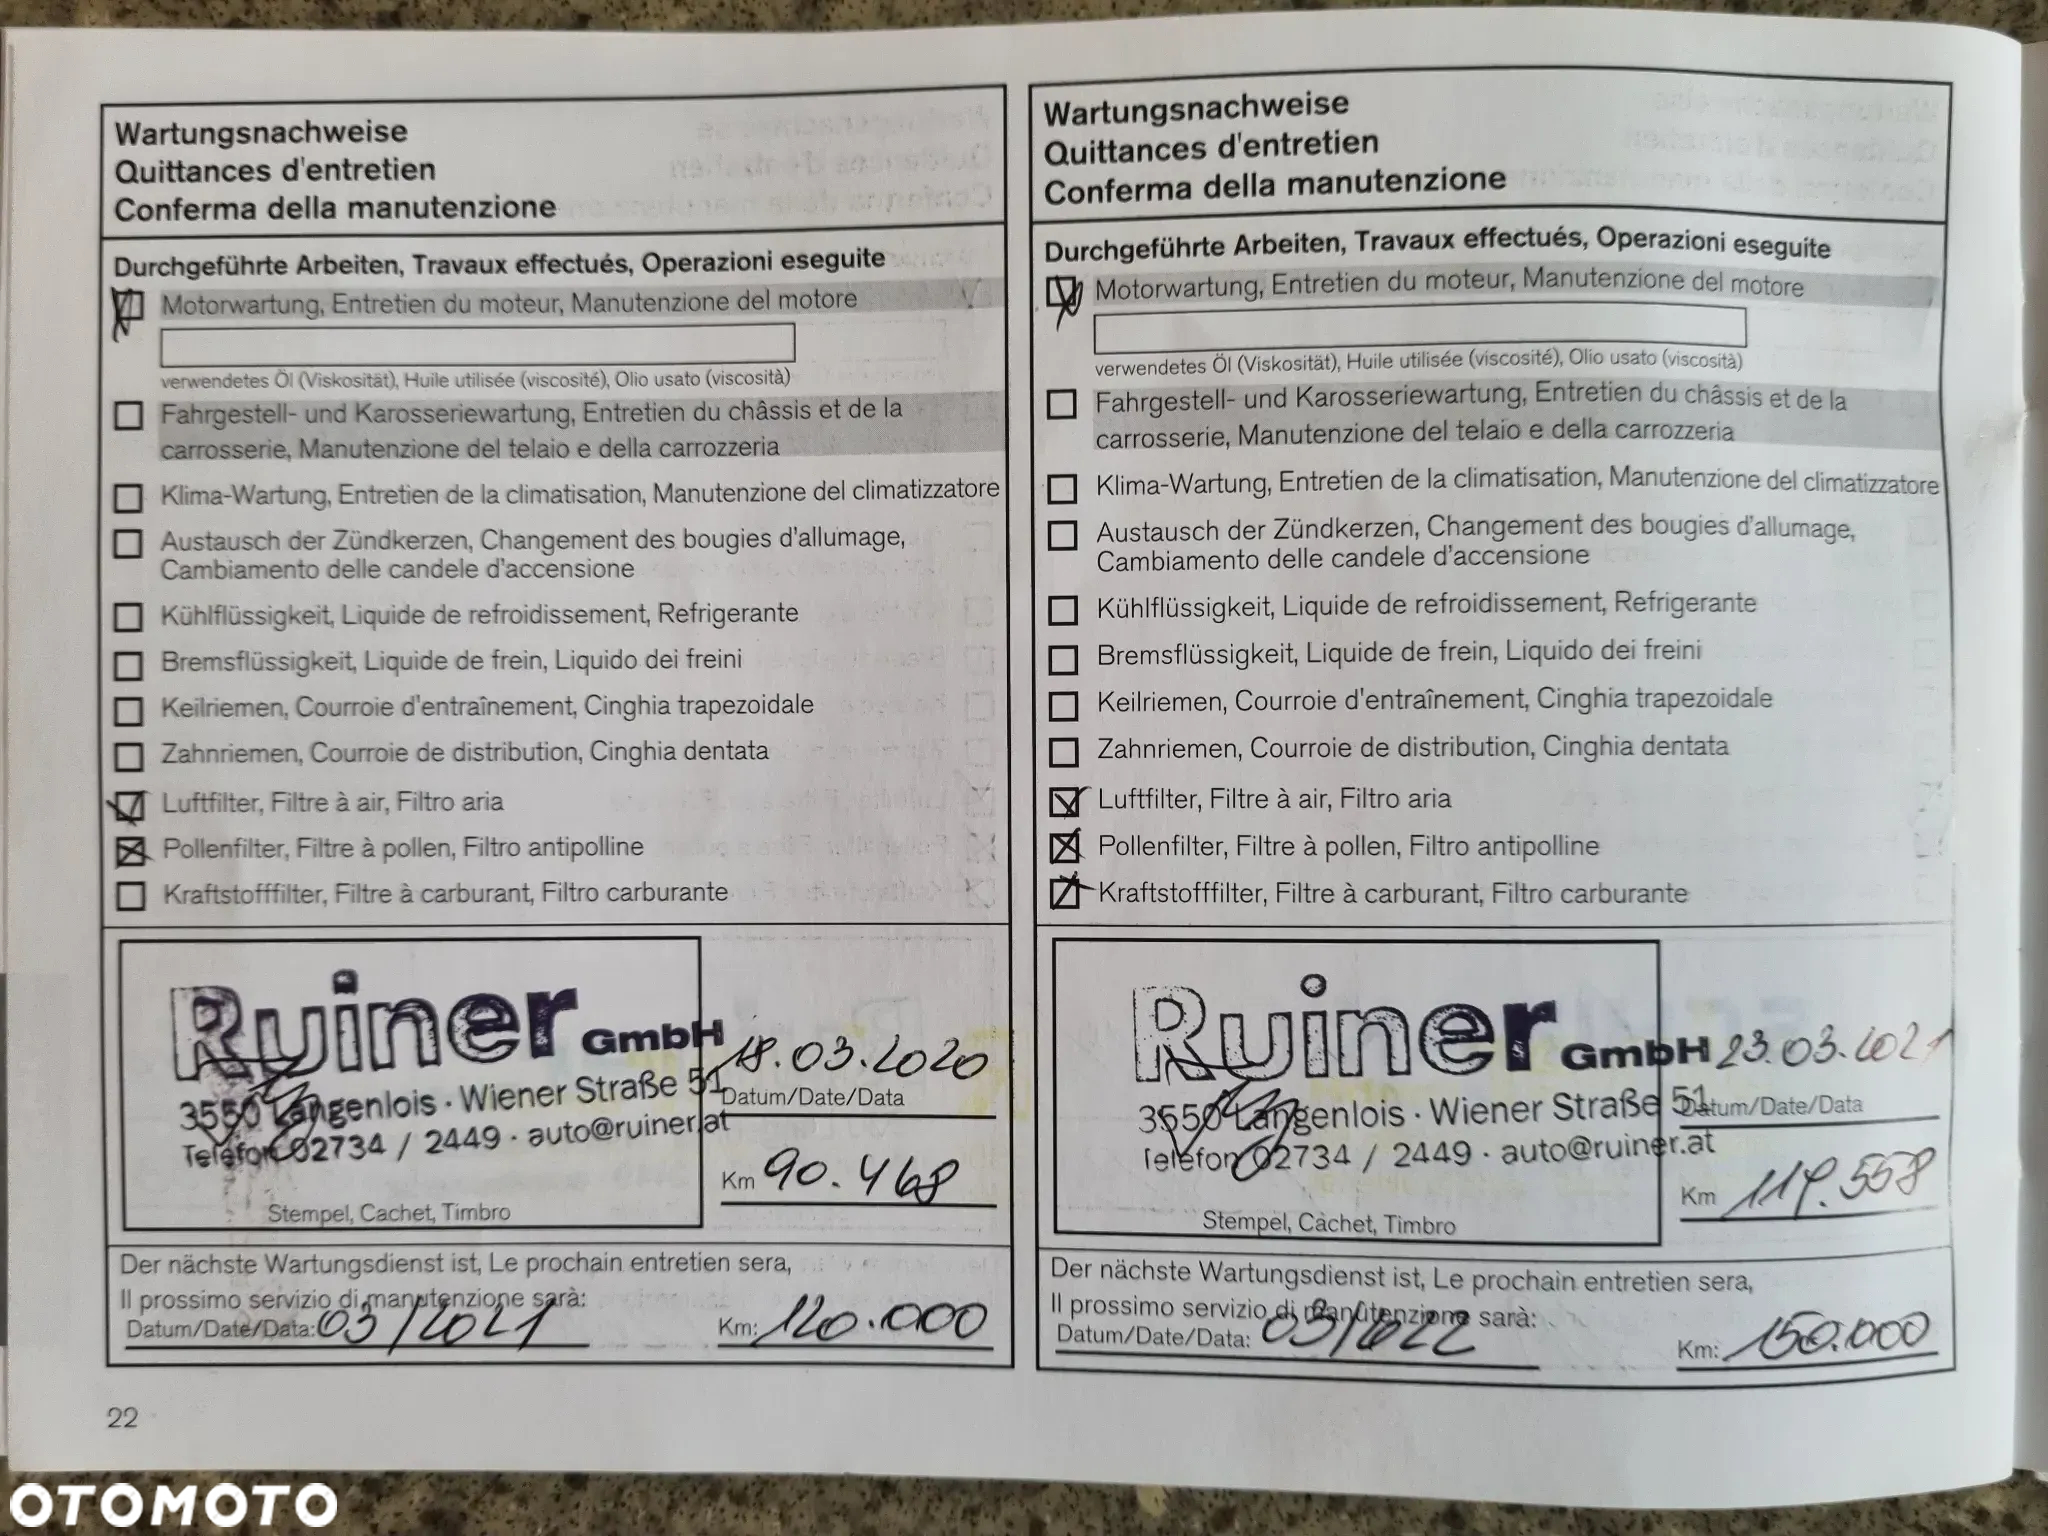 Wartungsnachweise
Quittances d'entretien
Conferma della manutenzione
Durchgeführte Arbeiten, Travaux effectués, Operazioni eseguite
Motorwartung, Entretien du moteur, Manutenzione del motore
verwendetes Öl (Viskosität), Huile utilisée (viscosité), Olio usato (viscosità)
Fahrgestell- und Karosseriewartung, Entretien du châssis et de la
carrosserie, Manutenzione del telaio e della carrozzeria
Klima-Wartung, Entretien de la climatisation, Manutenzione del climatizzatore
Austausch der Zündkerzen, Changement des bougies d'allumage,
Cambiamento delle candele d'accensione
Kühlflüssigkeit, Liquide de refroidissement, Refrigerante
Bremsflüssigkeit, Liquide de frein, Liquido dei freini
Keilriemen, Courroie d'entraînement, Cinghia trapezoidale
Zahnriemen, Courroie de distribution, Cinghia dentata
Luftfilter, Filtre à air, Filtro aria
Pollenfilter, Filtre à pollen, Filtro antipolline
Kraftstofffilter, Filtre à carburant, Filtro carburante
Ruiner GmbH
3550 Langenlois · Wiener Straße 51
Telefon 02734 / 2449 · auto@ruiner.at
Stempel, Cachet, Timbro
18.03.2020
Datum/Date/Data
Km 90.468
Der nächste Wartungsdienst ist, Le prochain entretien sera,
Il prossimo servizio di manutenzione sarà:
Datum/Date/Data: 03/2021 Km: 120.000
22
Wartungsnachweise
Quittances d'entretien
Conferma della manutenzione
Durchgeführte Arbeiten, Travaux effectués, Operazioni eseguite
Motorwartung, Entretien du moteur, Manutenzione del motore
verwendetes Öl (Viskosität), Huile utilisée (viscosité), Olio usato (viscosità)
Fahrgestell- und Karosseriewartung, Entretien du châssis et de la
carrosserie, Manutenzione del telaio e della carrozzeria
Klima-Wartung, Entretien de la climatisation, Manutenzione del climatizzatore
Austausch der Zündkerzen, Changement des bougies d'allumage,
Cambiamento delle candele d'accensione
Kühlflüssigkeit, Liquide de refroidissement, Refrigerante
Bremsflüssigkeit, Liquide de frein, Liquido dei freini
Keilriemen, Courroie d'entraînement, Cinghia trapezoidale
Zahnriemen, Courroie de distribution, Cinghia dentata
Luftfilter, Filtre à air, Filtro aria
Pollenfilter, Filtre à pollen, Filtro antipolline
Kraftstofffilter, Filtre à carburant, Filtro carburante
Ruiner GmbH
3550 Langenlois · Wiener Straße 51
Telefon 02734 / 2449 · auto@ruiner.at
Stempel, Cachet, Timbro
23.03.2021
Datum/Date/Data
Km
Der nächste Wartungsdienst ist, Le prochain entretien sera,
Il prossimo servizio di manutenzione sarà:
Datum/Date/Data: 03/2022 Km: 150.000
OTOMOTO